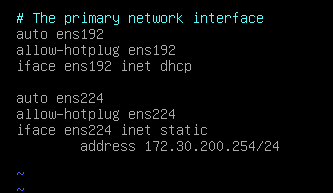 # The primary network interface
auto ens192
allow-hotplug ens192
iface ens192 inet dhcp
auto ens224
allow-hotplug ens224
iface ens224 inet static
address 172.30.200.254/24
~
~